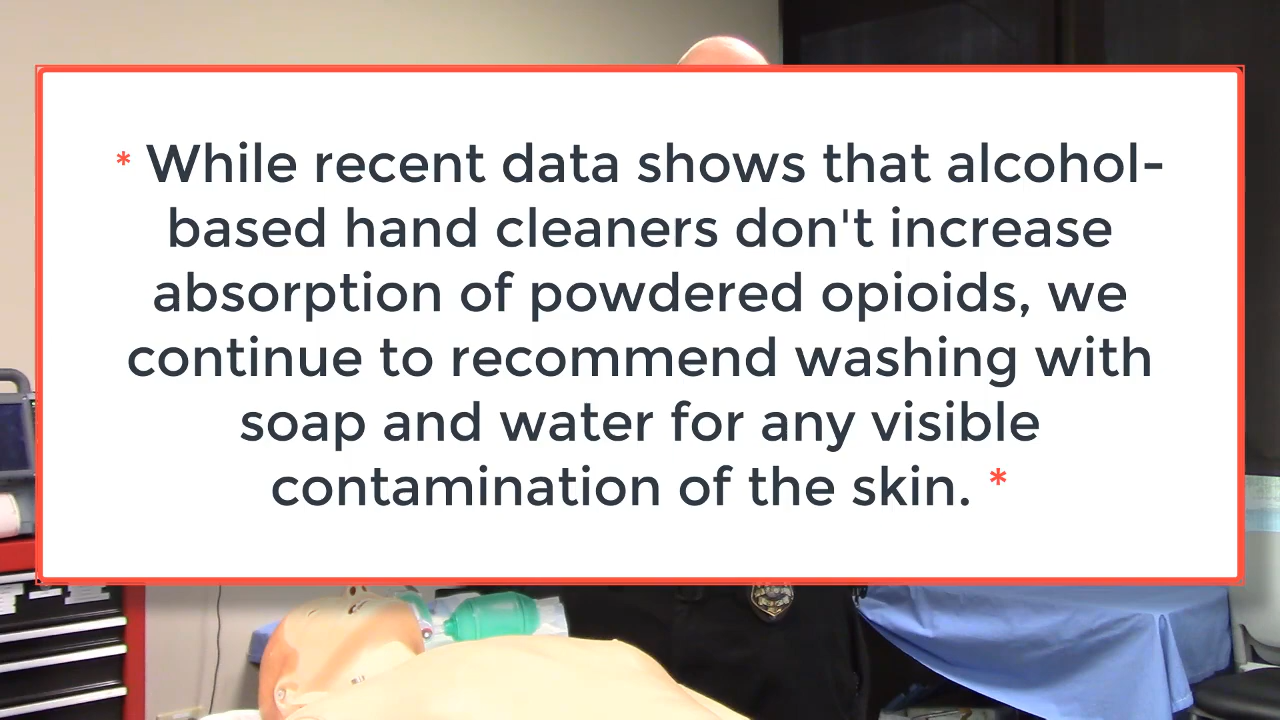 * While recent data shows that alcohol-
based hand cleaners don't increase
absorption of powdered opioids, we
continue to recommend washing with
soap and water for any visible
contamination of the skin. *